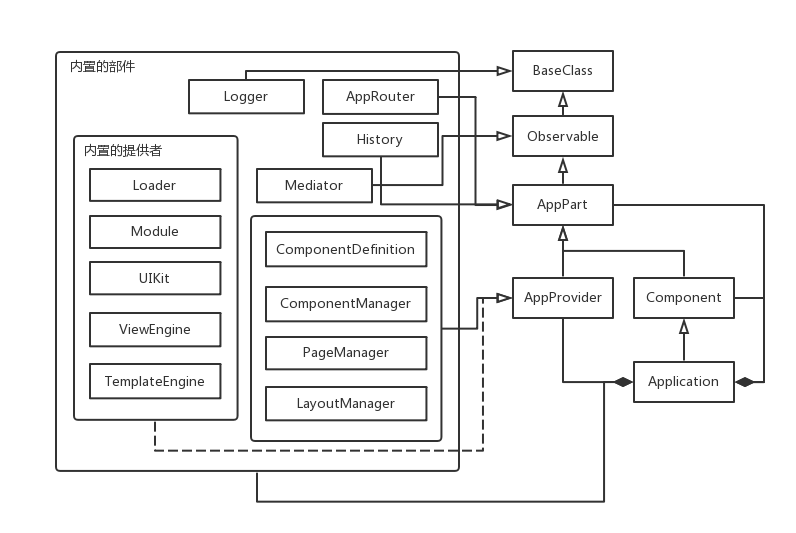 内置的部件
BaseClass
Logger
AppRouter
History
Observable
内置的提供者
Loader
Mediator
AppPart
Module
ComponentDefinition
UIKit
ComponentManager
AppProvider
Component
ViewEngine
PageManager
TemplateEngine
Application
LayoutManager